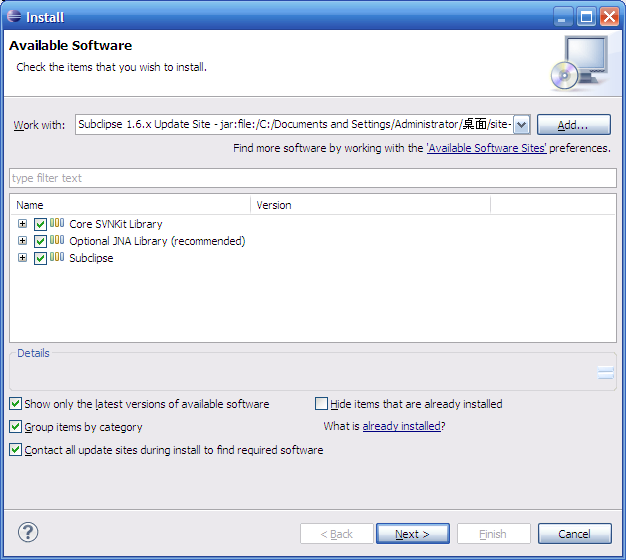 Install
Available Software
Check the items that you wish to install.
Work with: Subclipse 1.6.x Update Site - jar:file:/C:/Documents and Settings/Administrator/桌面/site- Add...
Find more software by working with the 'Available Software Sites' preferences.
type filter text
Name Version
Core SVNKit Library
Optional JNA Library (recommended)
Subclipse
Details
Show only the latest versions of available software Hide items that are already installed
Group items by category What is already installed?
Contact all update sites during install to find required software
? < Back Next > Finish Cancel